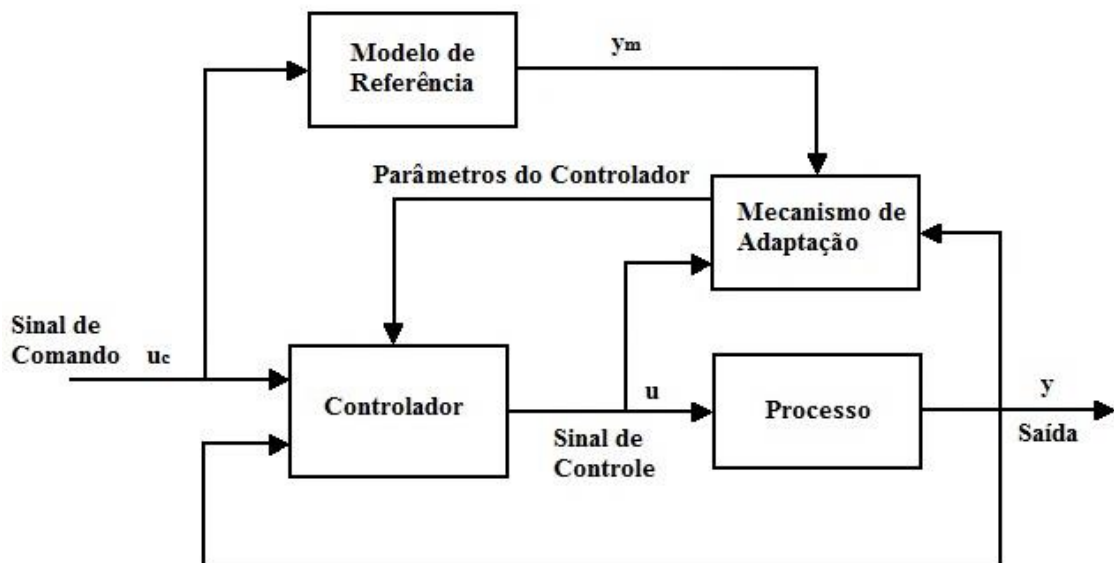 Modelo de
Referência
ym
Parâmetros do Controlador
Mecanismo de
Adaptação
Sinal de
Comando uc
Controlador
u
Sinal de
Controle
Processo
y
Saída